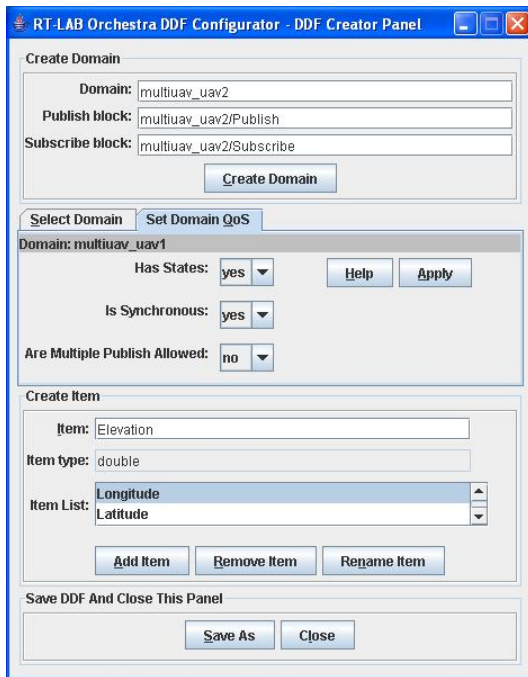 RT-LAB Orchestra DDF Configurator - DDF Creator Panel
Create Domain
Domain: multiuav_uav2
Publish block: multiuav_uav2/Publish
Subscribe block: multiuav_uav2/Subscribe
Create Domain
Select Domain Set Domain QoS
Domain: multiuav_uav1
Has States: yes Help Apply
Is Synchronous: yes
Are Multiple Publish Allowed: no
Create Item
Item: Elevation
Item type: double
Item List: Longitude
Latitude
Add Item Remove Item Rename Item
Save DDF And Close This Panel
Save As Close